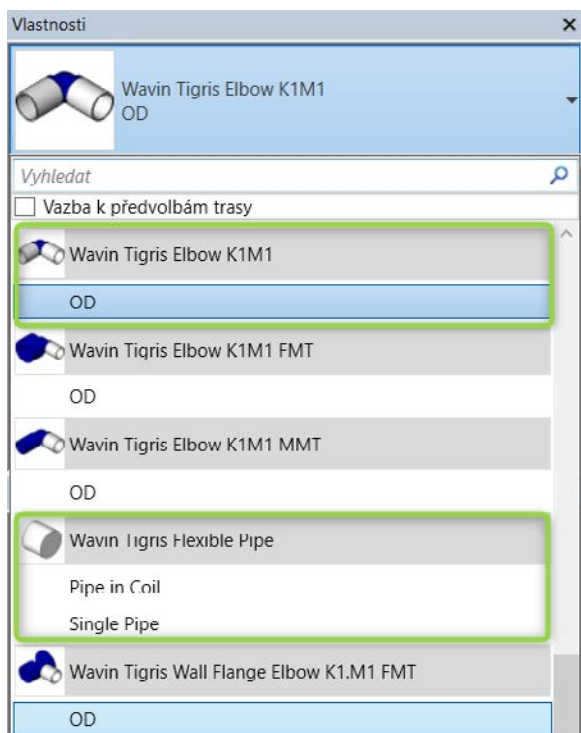 Vlastnosti
Wavin Tigris Elbow K1M1
OD
Vyhledat
Vazba k předvolbám trasy
Wavin Tigris Elbow K1M1
OD
Wavin Tigris Elbow K1M1 FMT
OD
Wavin Tigris Elbow K1M1 MMT
OD
Wavin Tigris Flexible Pipe
Pipe in Coil
Single Pipe
Wavin Tigris Wall Flange Elbow K1.M1 FMT
OD